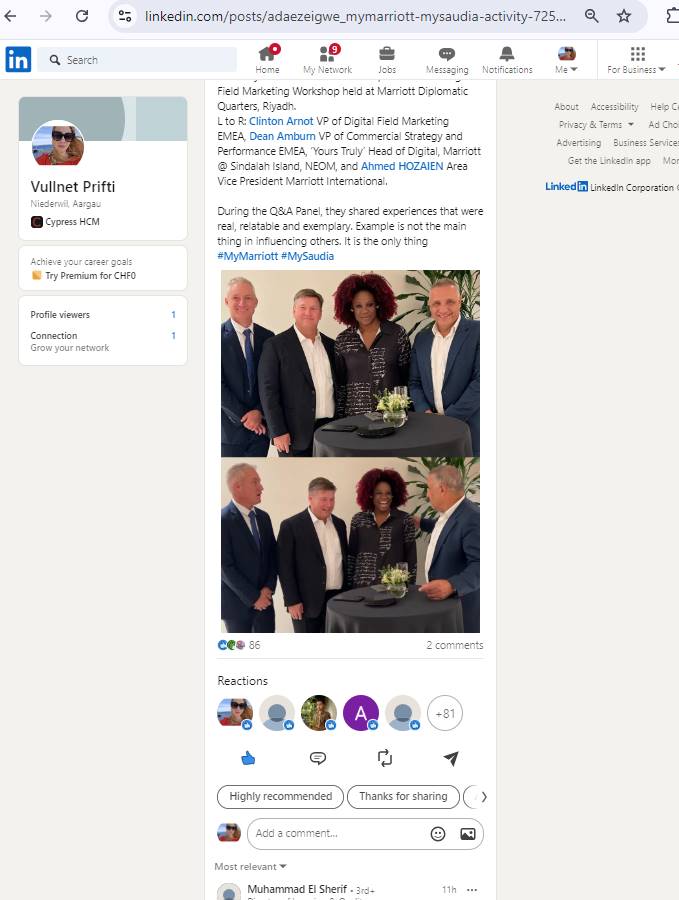 linkedin.com/posts/adaezeigwe_mymarriott-mysaudia-activity-725...
in
Search
Home
9
My Network
Jobs
Messaging
Notifications
Me
For Business
Vullnet Prifti
Niederwil, Aargau
Cypress HCM
Achieve your career goals
Try Premium for CHF0
Profile viewers 1
Connection 1
Grow your network
Field Marketing Workshop held at Marriott Diplomatic
Quarters, Riyadh.
L to R: Clinton Arnot VP of Digital Field Marketing
EMEA, Dean Amburn VP of Commercial Strategy and
Performance EMEA, ‘Yours Truly’ Head of Digital, Marriott
@ Sindalah Island, NEOM, and Ahmed HOZAIEN Area
Vice President Marriott International.
During the Q&A Panel, they shared experiences that were
real, relatable and exemplary. Example is not the main
thing in influencing others. It is the only thing
#MyMarriott #MySaudia
86 2 comments
Reactions
A
+81
Highly recommended Thanks for sharing
Add a comment...
Most relevant
Muhammad El Sherif • 3rd+ 11h
About Accessibility Help Ce
Privacy & Terms Ad Choi
Advertising Business Services
Get the LinkedIn app Mor
LinkedIn LinkedIn Corporation ©